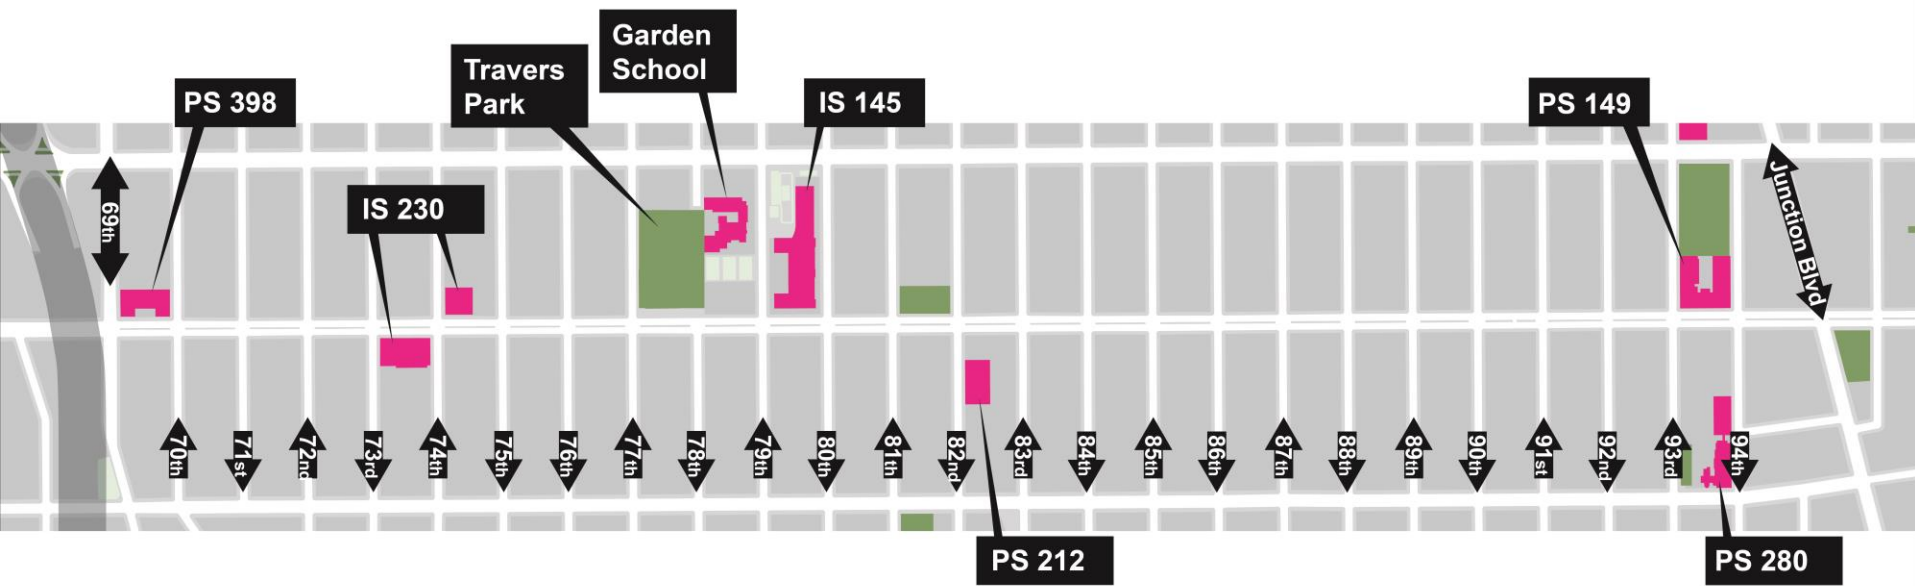 Garden
School
Travers
Park
PS 398
IS 145
PS 149
IS 230
69th
Junction Blvd
70th
71st
72nd
73rd
74th
75th
76th
77th
78th
79th
80th
81th
82nd
83rd
84th
85th
86th
87th
88th
89th
90th
91st
92nd
93rd
94th
PS 212
PS 280